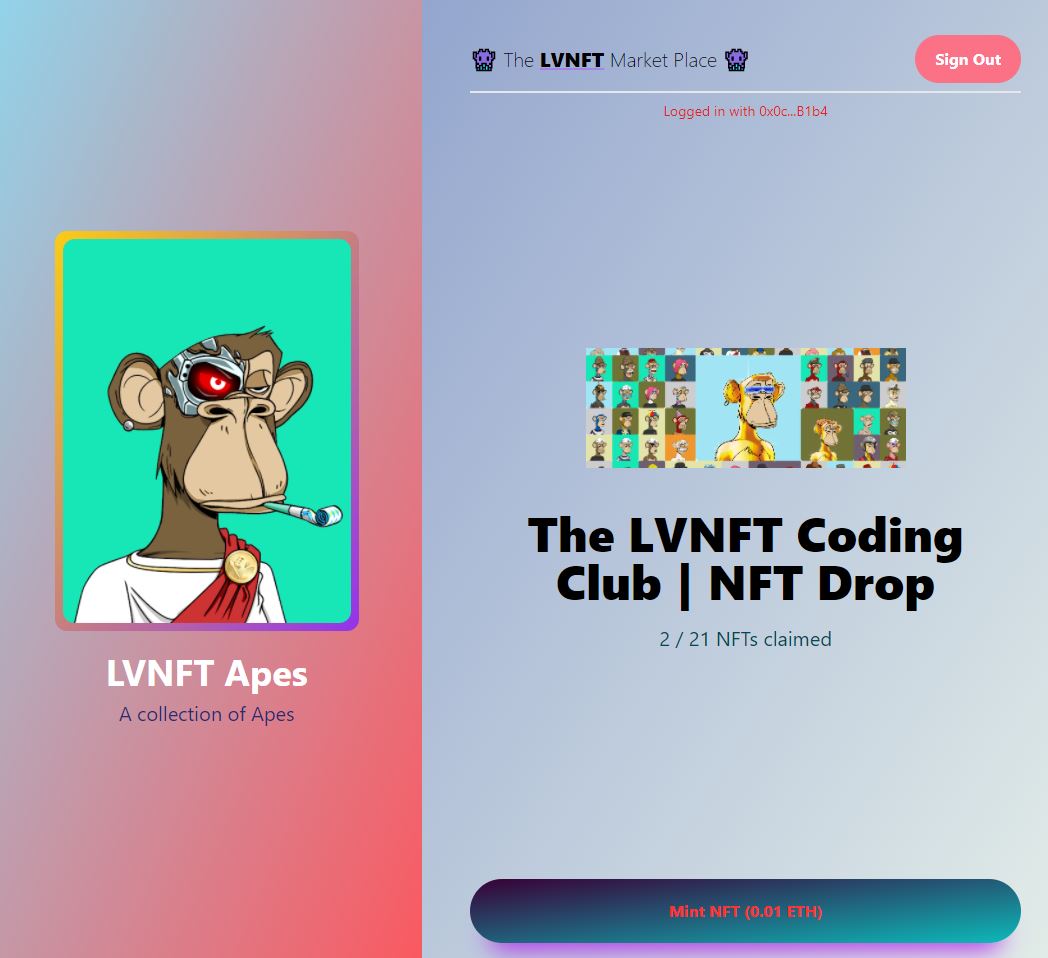 The LVNFT Market Place
Sign Out
Logged in with 0x0c...B1b4
LVNFT Apes
A collection of Apes
The LVNFT Coding
Club | NFT Drop
2 / 21 NFTs claimed
Mint NFT (0.01 ETH)